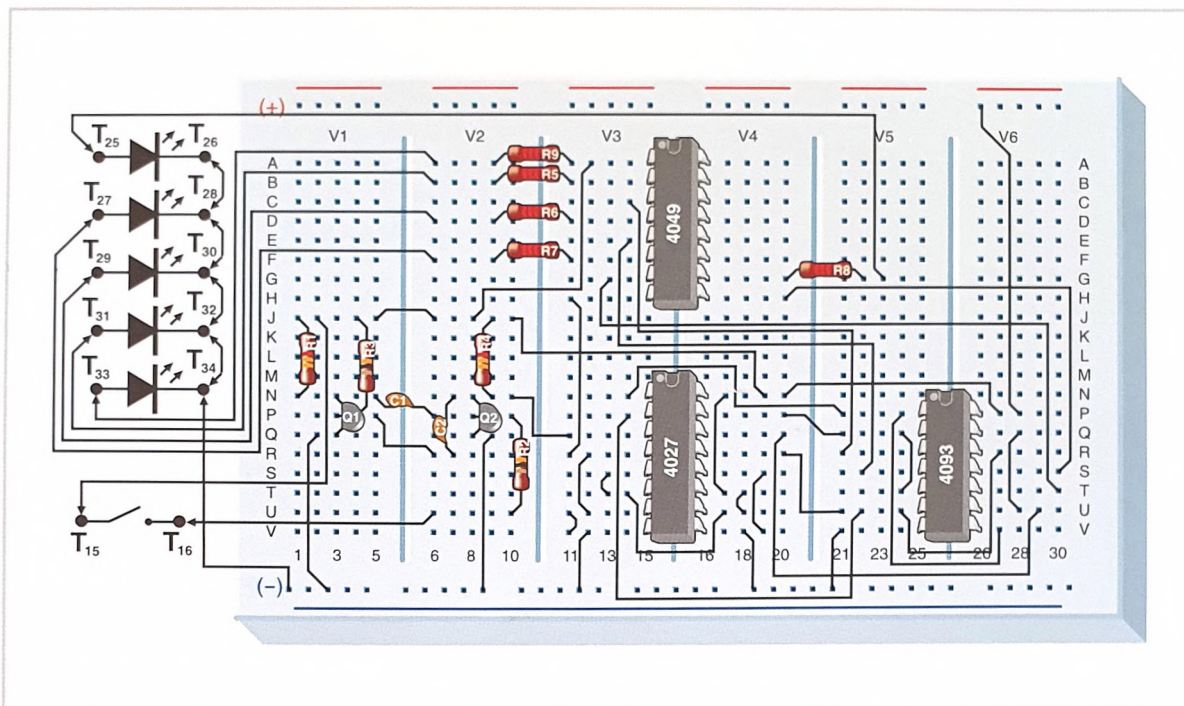 (+)
V1 V2 V3 V4 V5 V6
T25 T26
T27 T28
T29 T30
T31 T32
T33 T34
T15 T16
A A
B B
C C
D D
E E
F F
G G
H H
J J
K K
L L
M M
N N
P P
Q Q
R R
S S
T T
U U
V V
R9
R5
R6
R7
R8
R1
R3
R4
C1
Q1
C2
Q2
R2
4049
4027
4093
1 3 5 6 8 10 11 13 15 16 18 20 21 23 25 26 28 30
(-)